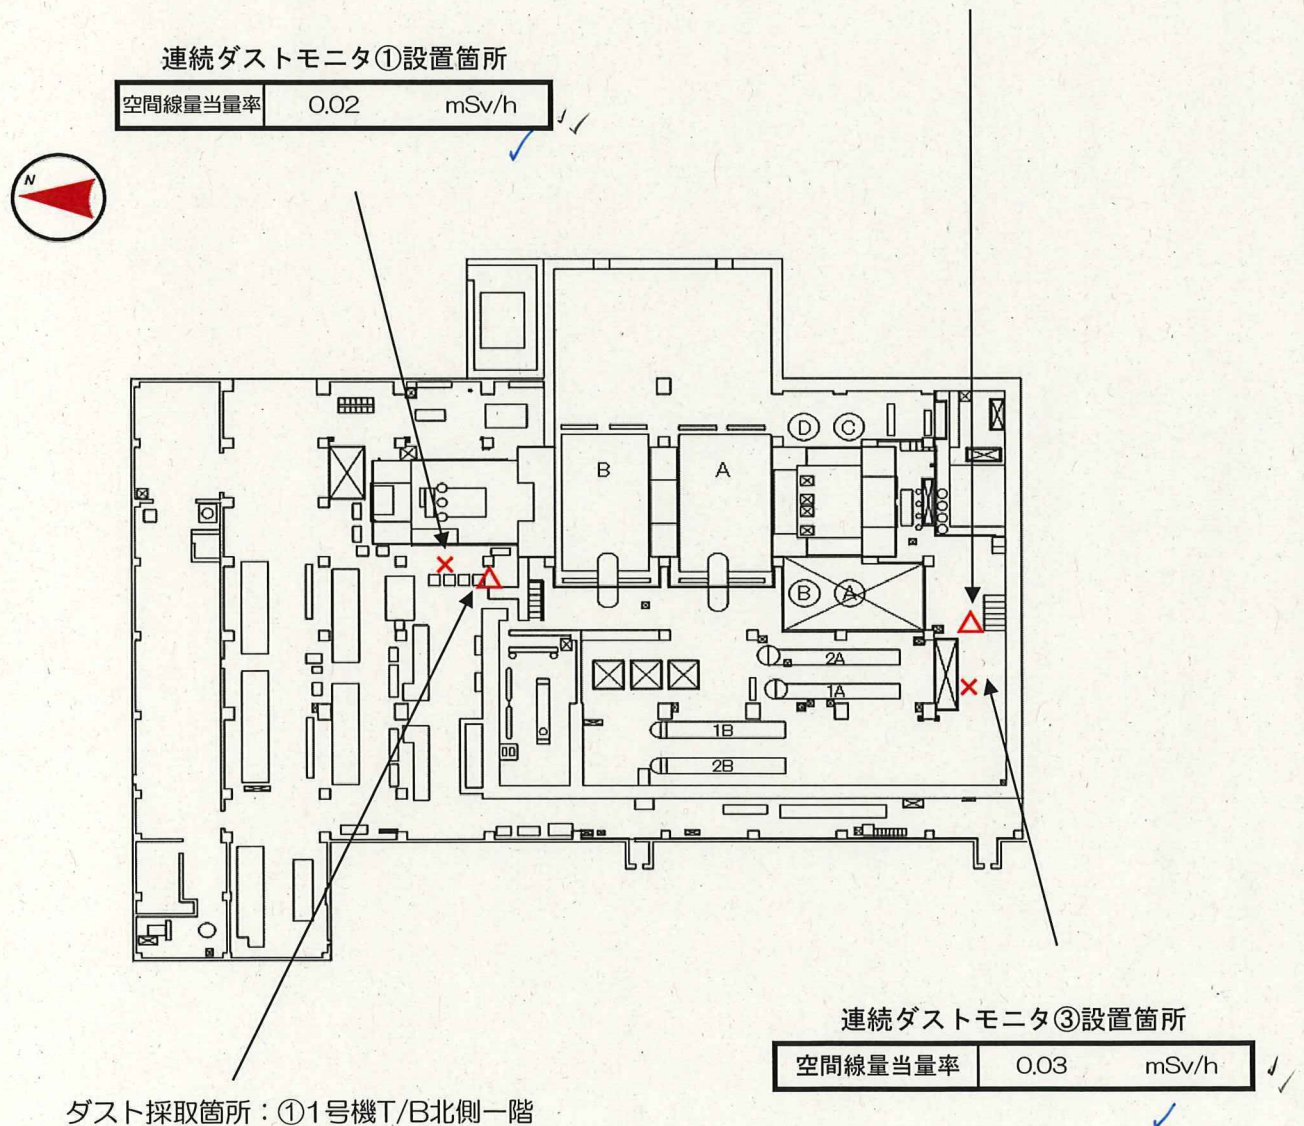 連続ダストモニタ①設置箇所
空間線量当量率 0.02 mSv/h
N
D C
B A
B A
2A
1A
1B
2B
連続ダストモニタ③設置箇所
空間線量当量率 0.03 mSv/h
ダスト採取箇所:①1号機T/B北側一階